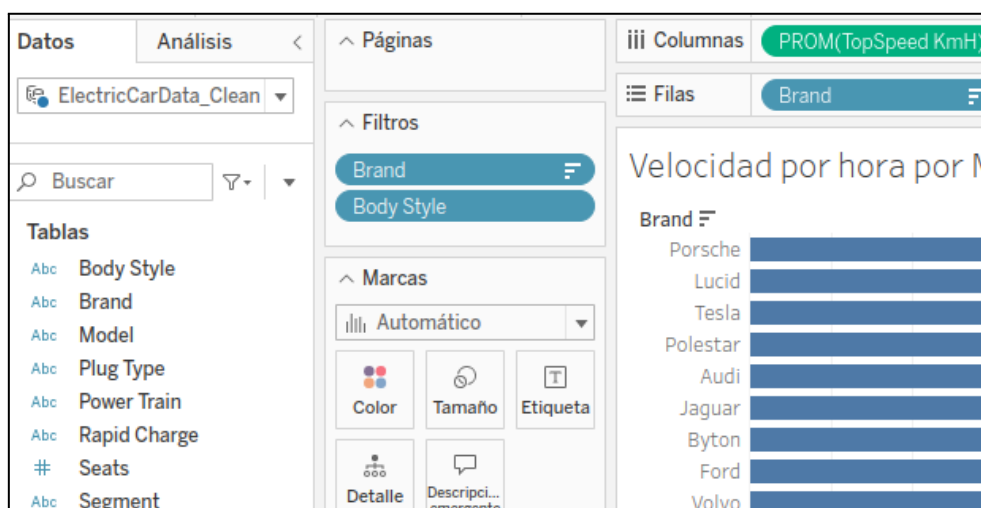 Datos
Análisis
ElectricCarData_Clean
Buscar
Tablas
Abc Body Style
Abc Brand
Abc Model
Abc Plug Type
Abc Power Train
Abc Rapid Charge
# Seats
Abc Segment
Páginas
Filtros
Brand
Body Style
Marcas
Automático
Color
Tamaño
T
Etiqueta
Detalle
Descripci...
emergente
Columnas
PROM(TopSpeed KmH)
Filas
Brand
Velocidad por hora por
Brand
Porsche
Lucid
Tesla
Polestar
Audi
Jaguar
Byton
Ford
Volvo